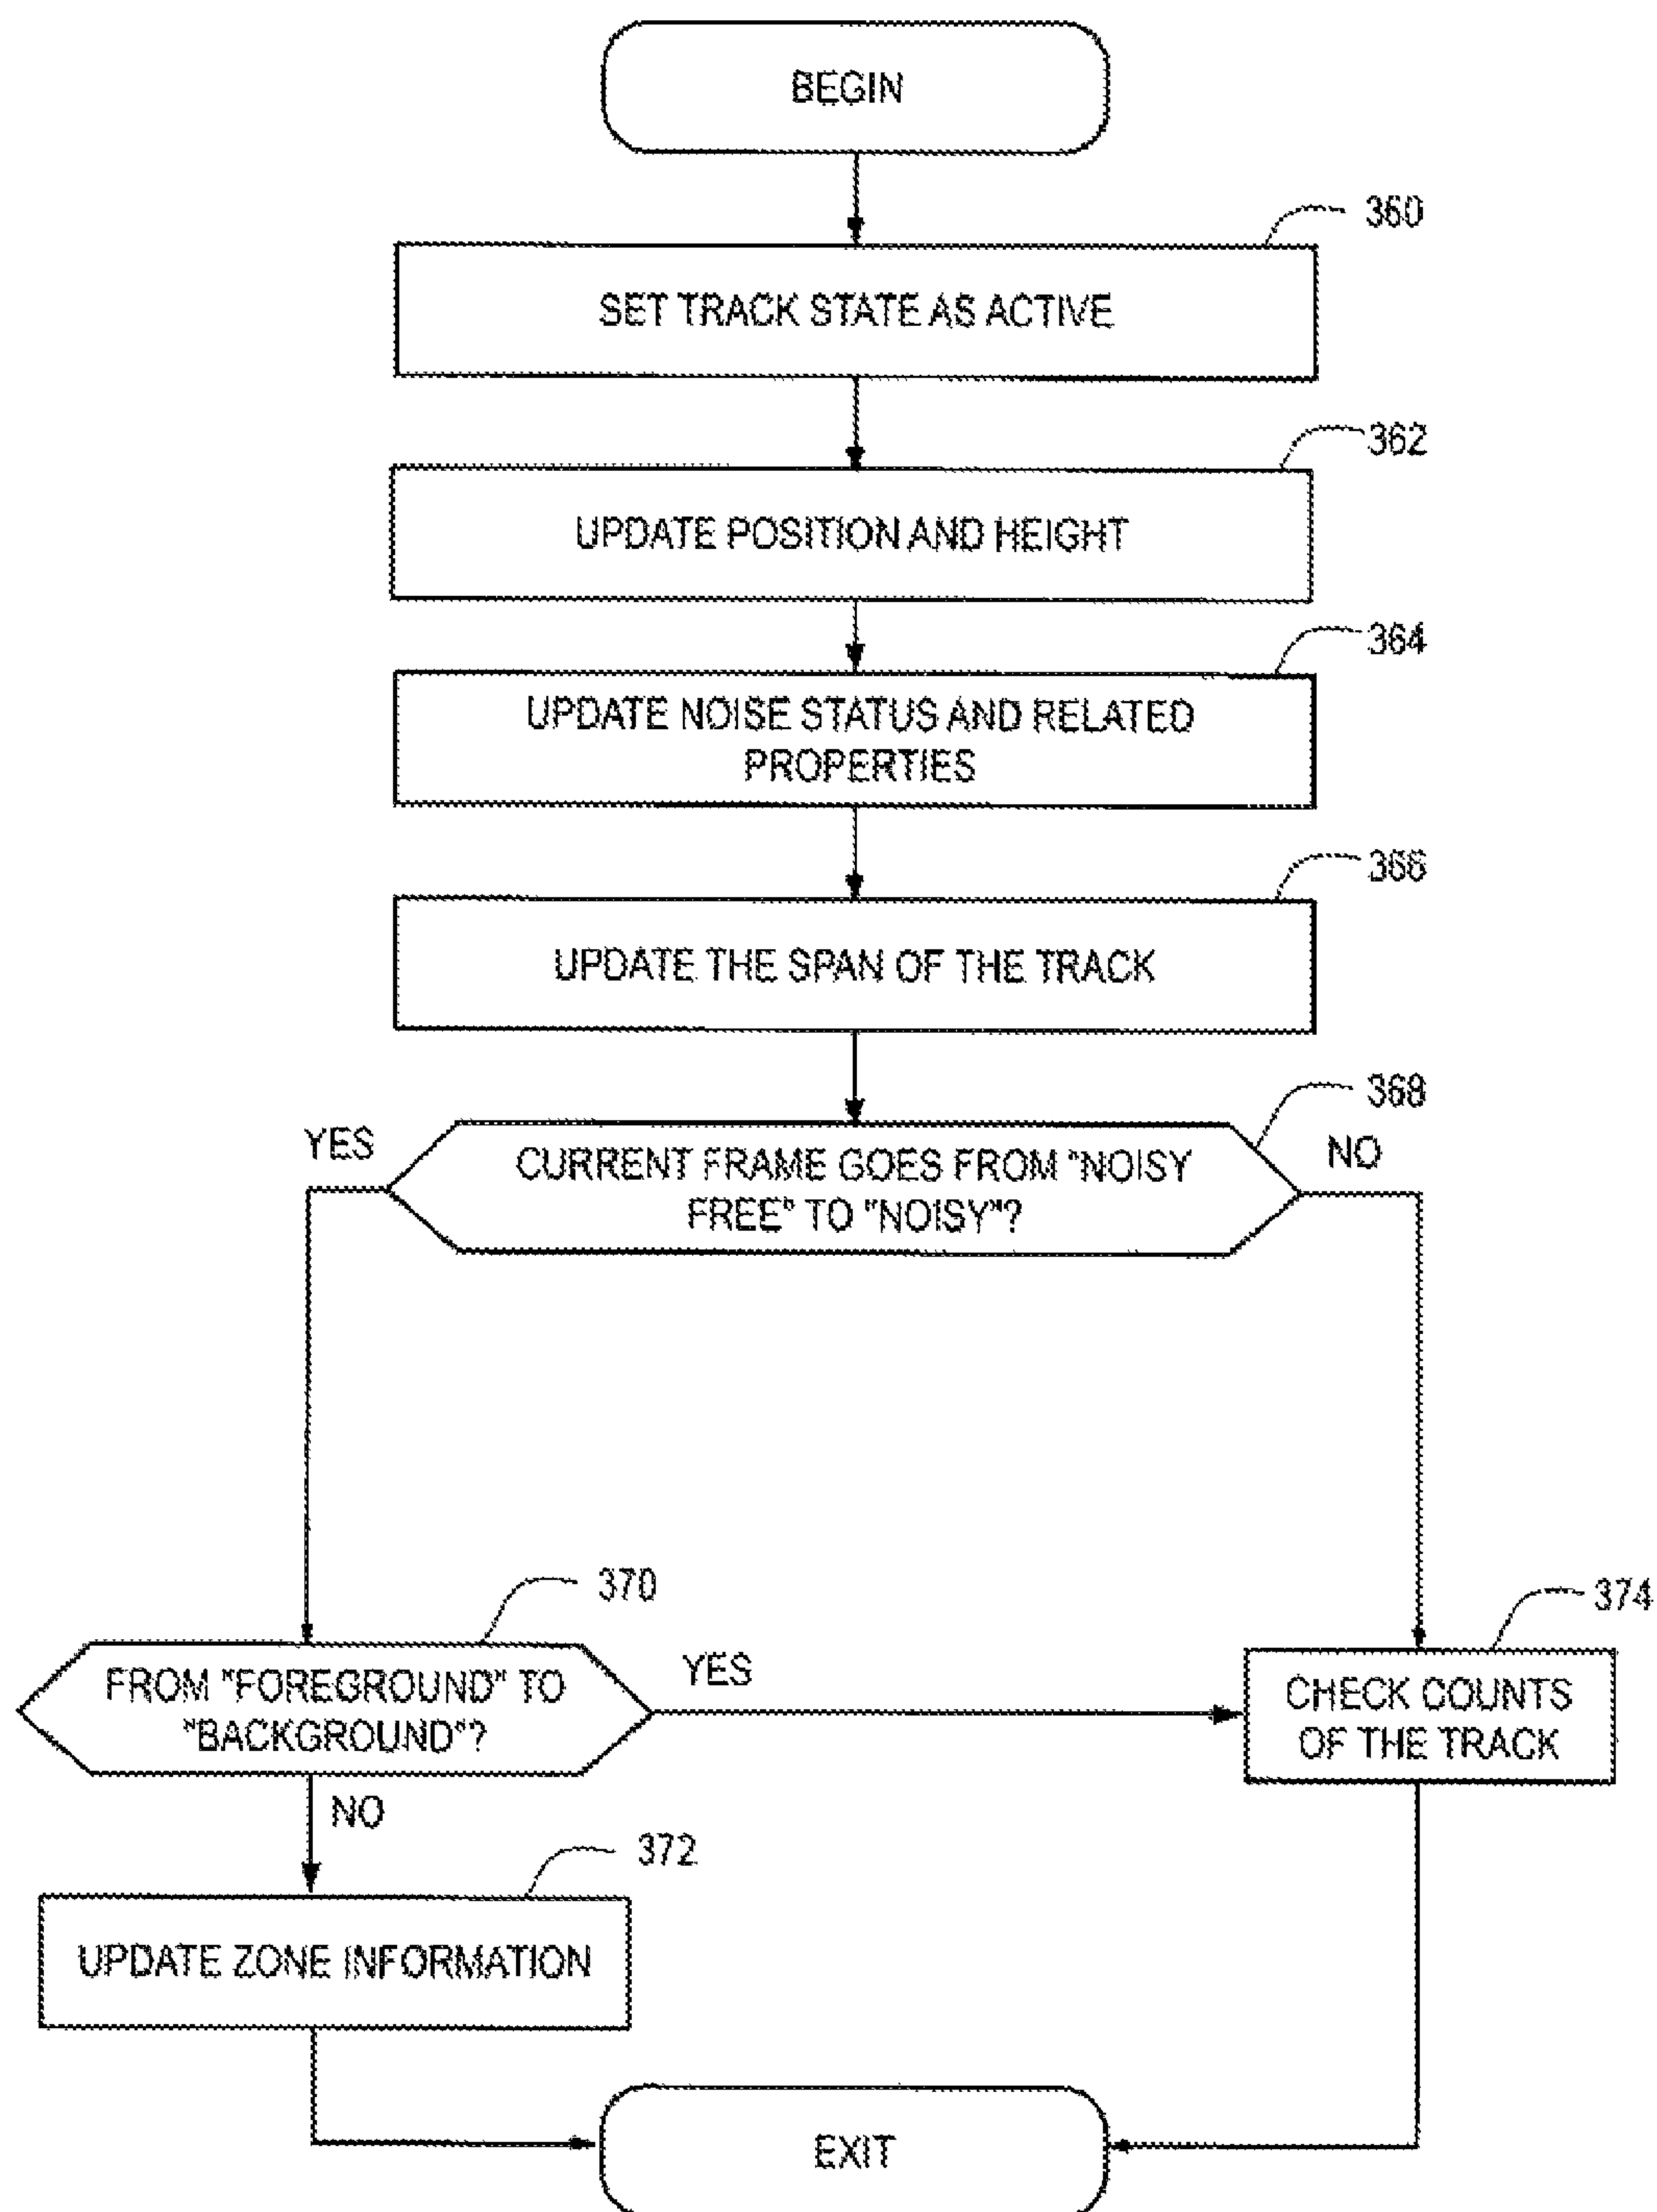 BEGIN
360
SET TRACK STATE AS ACTIVE
362
UPDATE POSITION AND HEIGHT
364
UPDATE NOISE STATUS AND RELATED
PROPERTIES
366
UPDATE THE SPAN OF THE TRACK
368
YES
CURRENT FRAME GOES FROM "NOISY
FREE" TO "NOISY"?
NO
370
FROM "FOREGROUND" TO
"BACKGROUND"?
YES
374
CHECK COUNTS
OF THE TRACK
NO
372
UPDATE ZONE INFORMATION
EXIT